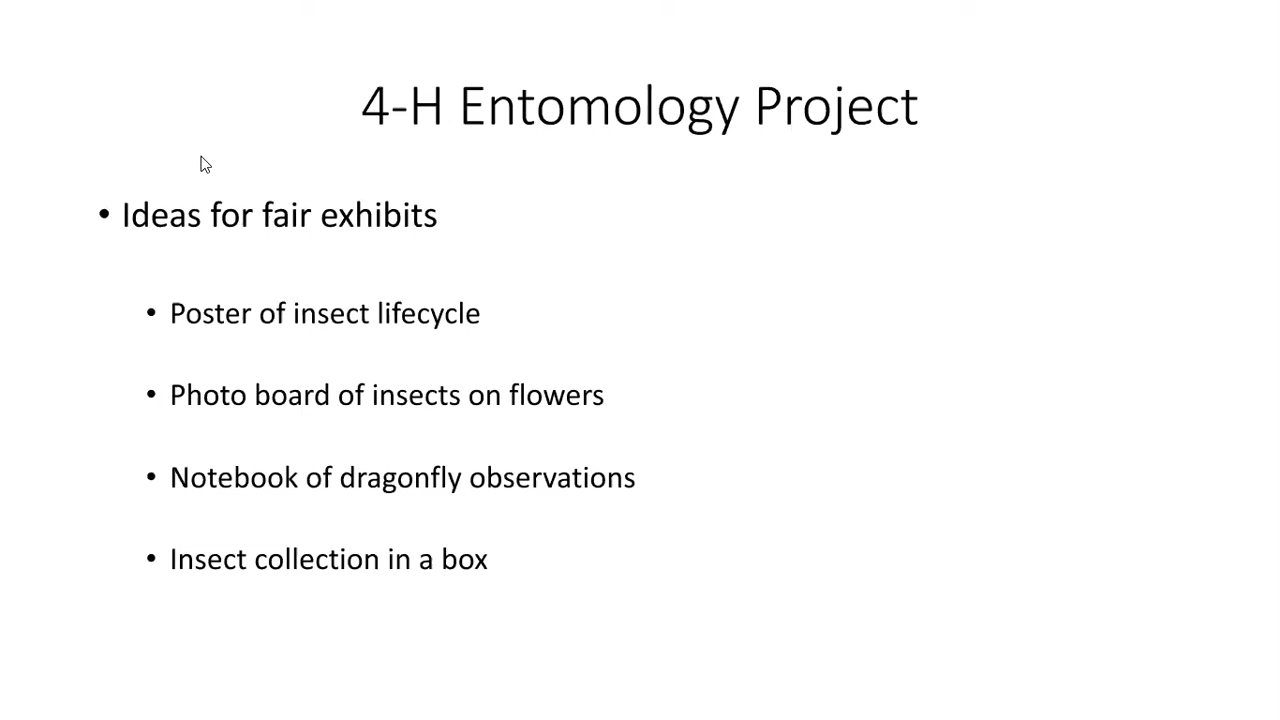 4-H Entomology Project
• Ideas for fair exhibits
• Poster of insect lifecycle
• Photo board of insects on flowers
• Notebook of dragonfly observations
• Insect collection in a box